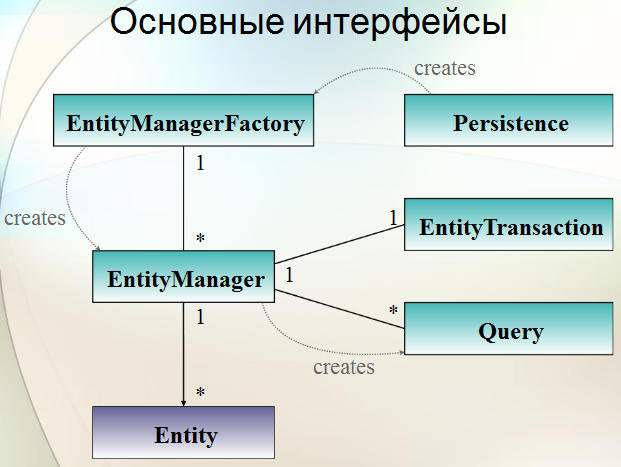 Основные интерфейсы
creates
EntityManagerFactory
Persistence
1
creates
1
EntityTransaction
*
EntityManager
1
*
1
Query
creates
*
Entity